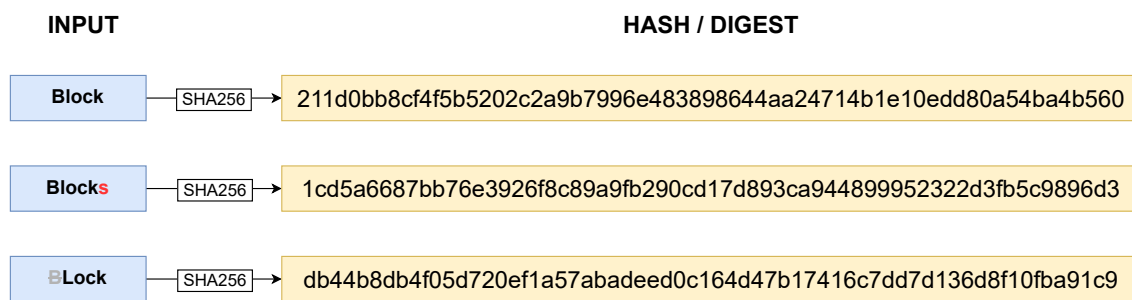 INPUT HASH / DIGEST
Block SHA256 211d0bb8cf4f5b5202c2a9b7996e483898644aa24714b1e10edd80a54ba4b560
Blocks SHA256 1cd5a6687bb76e3926f8c89a9fb290cd17d893ca944899952322d3fb5c9896d3
BLock SHA256 db44b8db4f05d720ef1a57abadeed0c164d47b17416c7dd7d136d8f10fba91c9